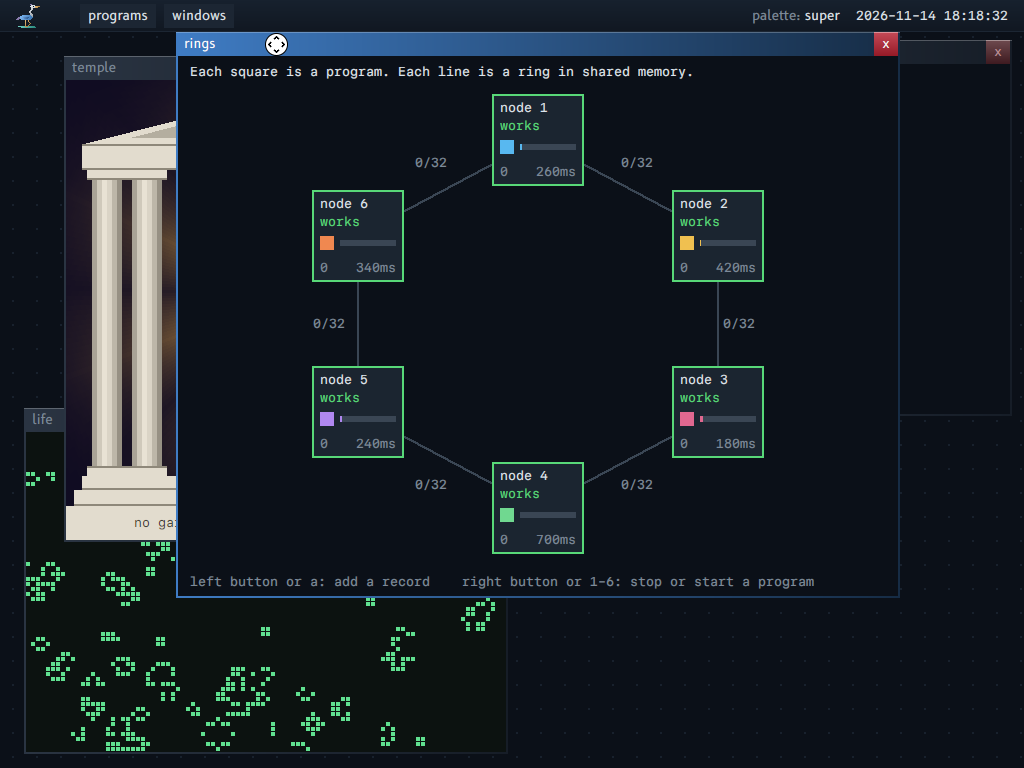 programs windows palette: super 2026-11-14 18:18:32
rings x
x
temple
Each square is a program. Each line is a ring in shared memory.
node 1
works
0 260ms
0/32
0/32
node 6
works
0 340ms
node 2
works
0 420ms
0/32
0/32
node 5
works
0 240ms
node 3
works
0 180ms
0/32
0/32
node 4
works
0 700ms
left button or a: add a record right button or 1-6: stop or start a program
life
no